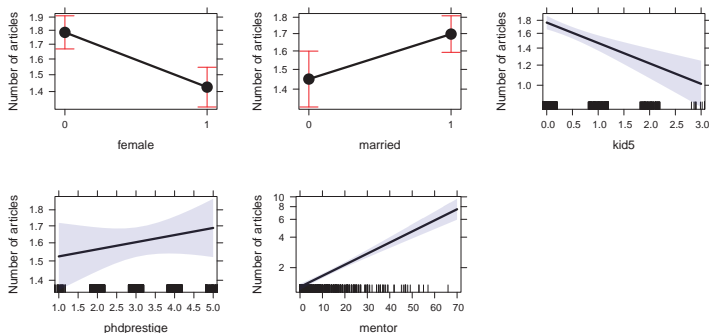 Number of articles
1.9
1.8
1.7
1.6
1.5
1.4
0 1
female
Number of articles
1.8
1.7
1.6
1.5
1.4
0 1
married
Number of articles
1.8
1.6
1.4
1.2
1.0
0.0 0.5 1.0 1.5 2.0 2.5 3.0
kid5
Number of articles
1.8
1.7
1.6
1.5
1.4
1.0 1.5 2.0 2.5 3.0 3.5 4.0 4.5 5.0
phdprestige
Number of articles
10
8
6
4
2
0 10 20 30 40 50 60 70
mentor